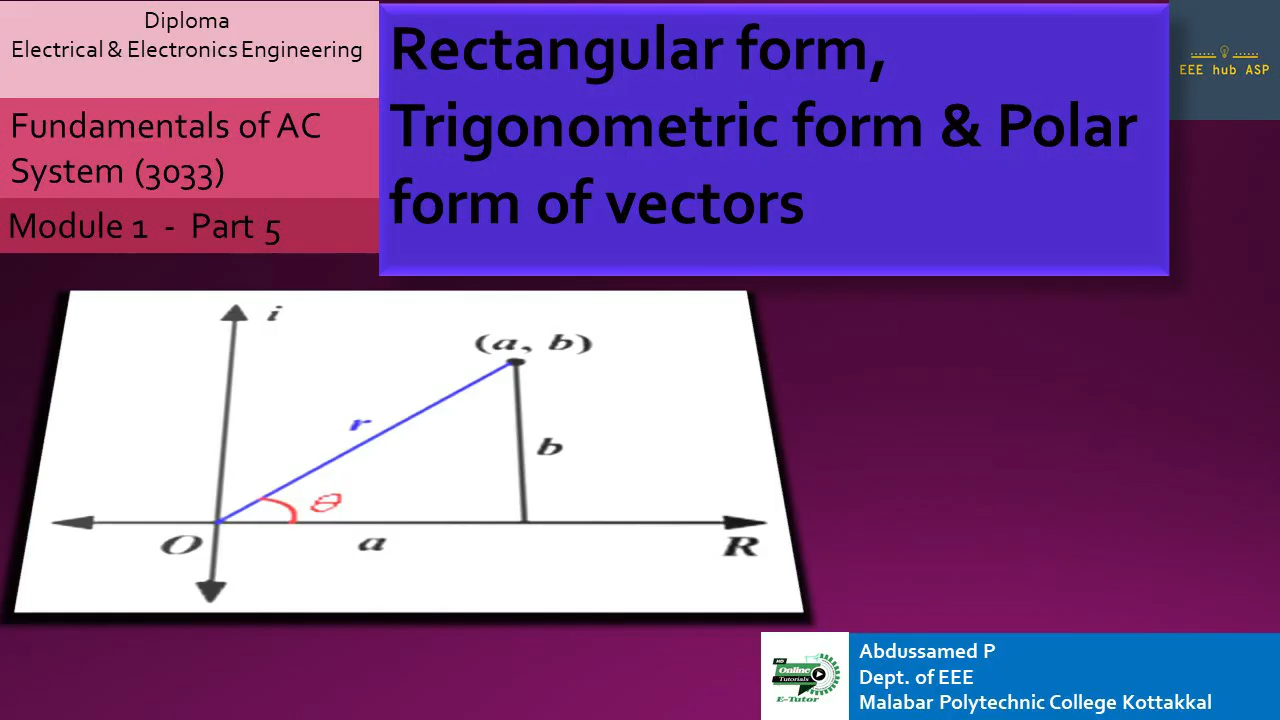 Diploma
Electrical & Electronics Engineering
Fundamentals of AC
System (3033)
Module 1 - Part 5
Rectangular form,
Trigonometric form & Polar
form of vectors
EEE hub ASP
i
(a, b)
r
b
θ
O
a
R
HD
Online
Tutorials
E-Tutor
Abdussamed P
Dept. of EEE
Malabar Polytechnic College Kottakkal